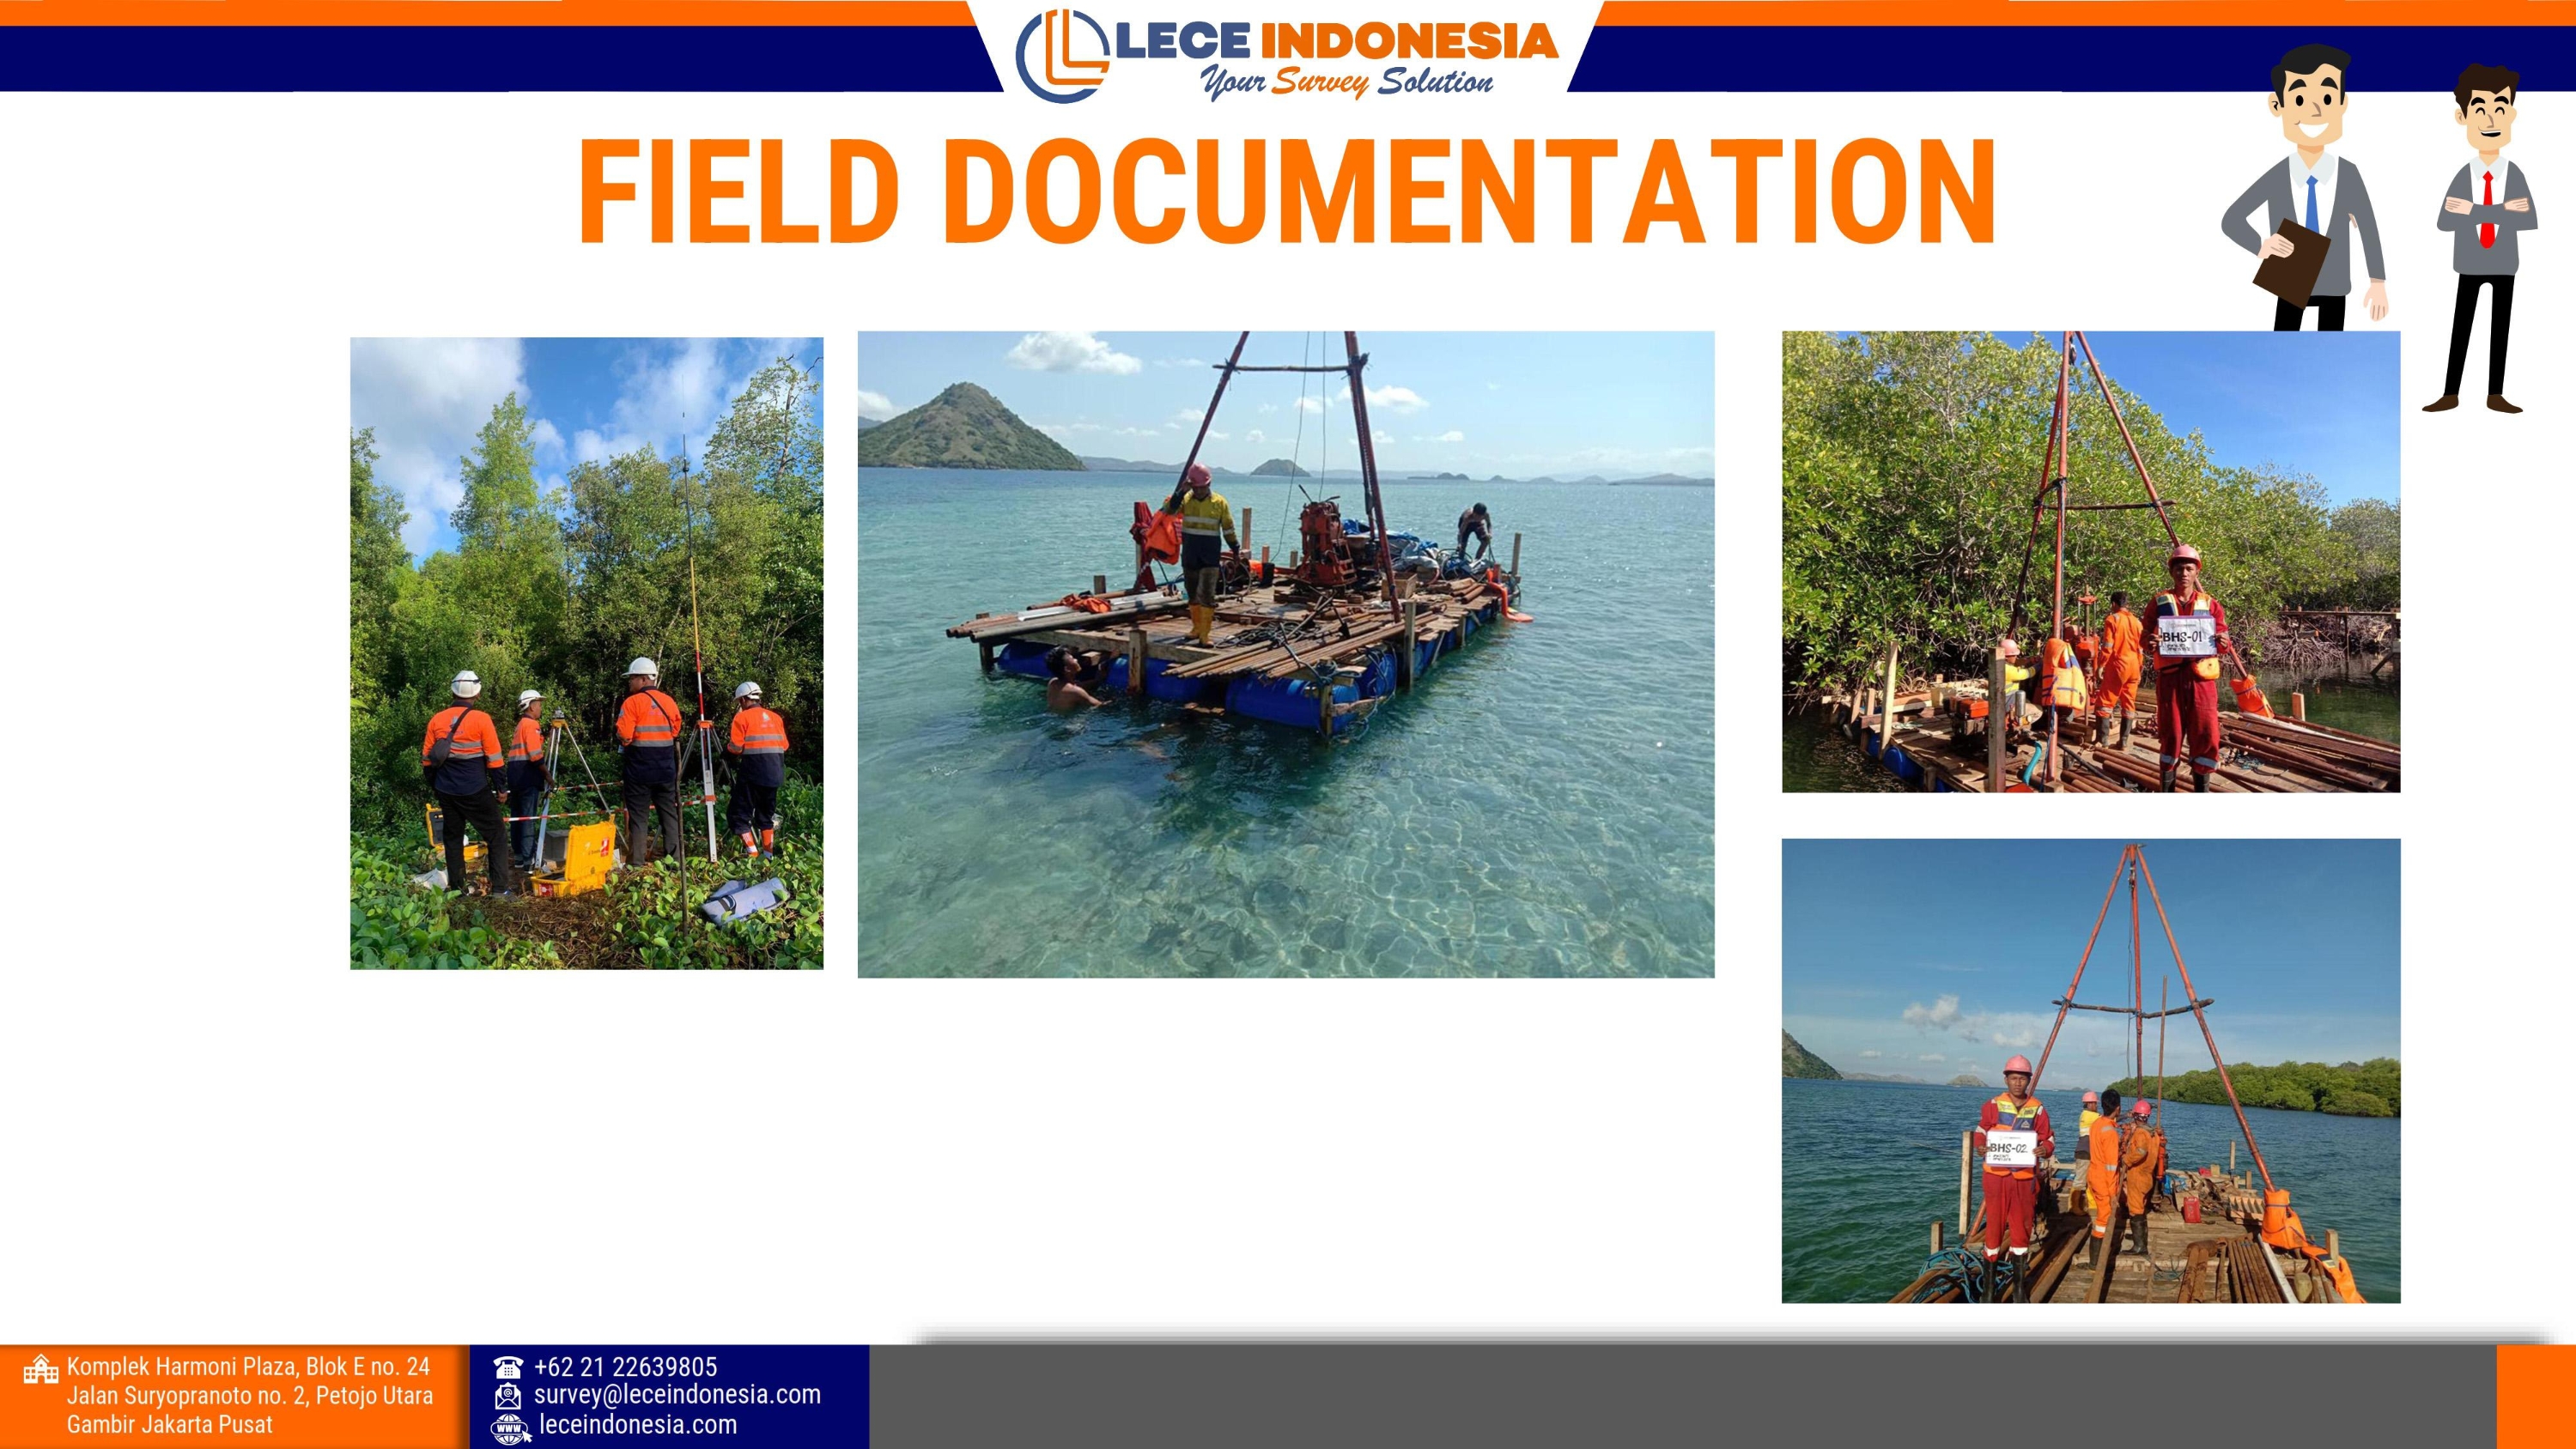 LECE INDONESIA
Your Survey Solution
FIELD DOCUMENTATION
BHS-01
BHS-02
Komplek Harmoni Plaza, Blok E no. 24
Jalan Suryopranoto no. 2, Petojo Utara
Gambir Jakarta Pusat
+62 21 22639805
survey@leceindonesia.com
www
leceindonesia.com